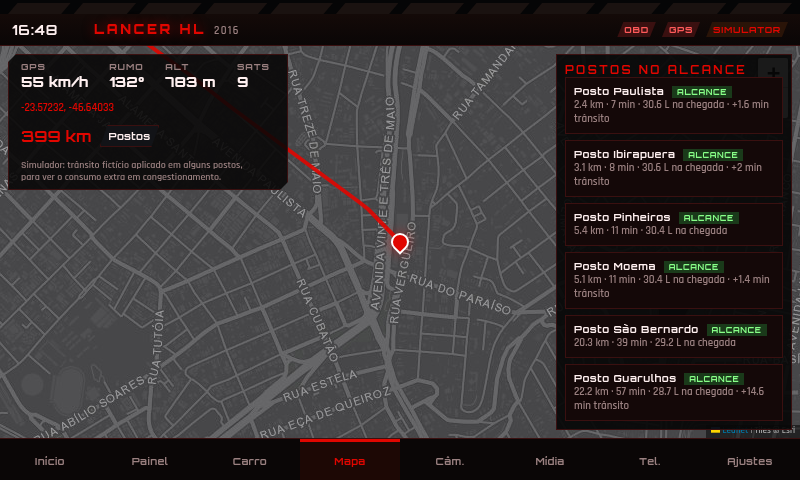 16:48
LANCER HL 2016
OBD GPS SIMULATOR
GPS RUMO ALT SATS
55 km/h 132° 783 m 9
-23.57232, -46.64033
399 km Postos
Simulador: trânsito fictício aplicado em alguns postos,
para ver o consumo extra em congestionamento.
POSTOS NO ALCANCE
+
Posto Paulista ALCANCE
2.4 km · 7 min · 30.6 L na chegada · +1.6 min
trânsito
Posto Ibirapuera ALCANCE
3.1 km · 8 min · 30.6 L na chegada · +2 min
trânsito
Posto Pinheiros ALCANCE
5.4 km · 11 min · 30.4 L na chegada
Posto Moema ALCANCE
5.1 km · 11 min · 30.4 L na chegada · +1.4 min
trânsito
Posto São Bernardo ALCANCE
20.3 km · 39 min · 29.2 L na chegada
Posto Guarulhos ALCANCE
22.2 km · 57 min · 28.7 L na chegada · +14.6
min trânsito
RUA TREZE DE MAIO
AVENIDA VINTE E TRÊS DE MAIO
RUA VERGUEIRO
RUA DO PARAÍSO
RUA CUBATÃO
RUA TUTÓIA
RUA ESTELA
RUA EÇA DE QUEIROZ
RUA ABÍLIO SOARES
Início Painel Carro Mapa Câm. Mídia Tel. Ajustes